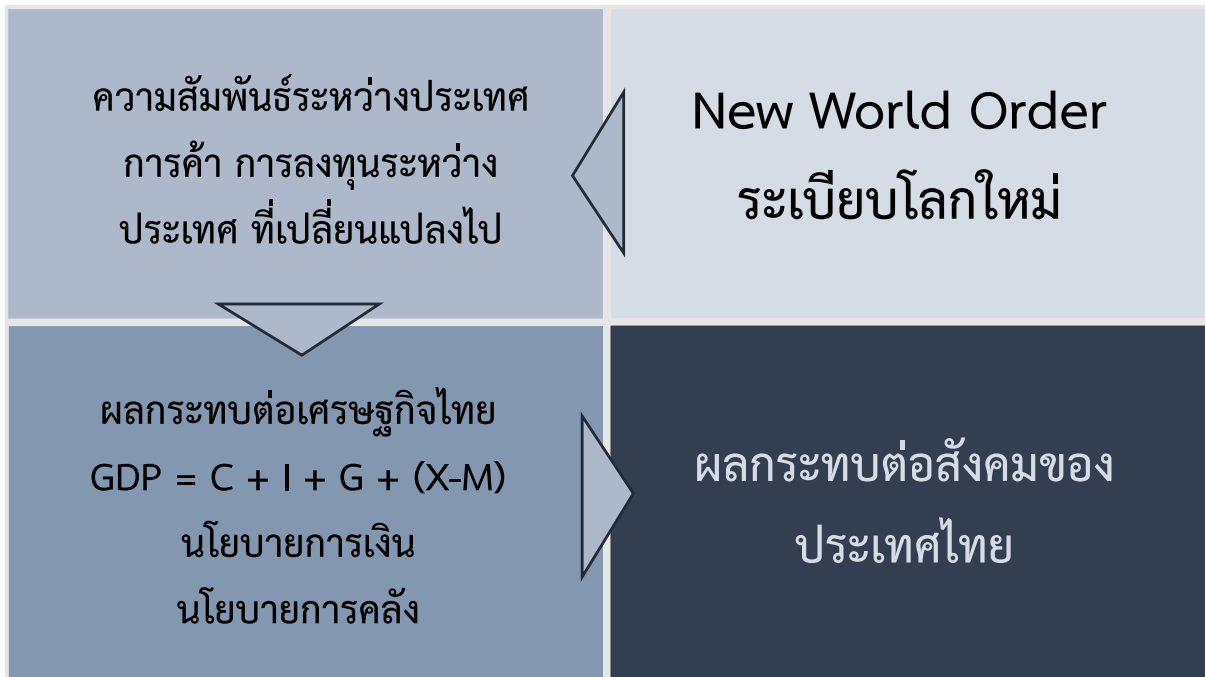 ความสัมพันธ์ระหว่างประเทศ
การค้า การลงทุนระหว่าง
ประเทศ ที่เปลี่ยนแปลงไป
New World Order
ระเบียบโลกใหม่
ผลกระทบต่อเศรษฐกิจไทย
GDP = C + I + G + (X-M)
นโยบายการเงิน
นโยบายการคลัง
ผลกระทบต่อสังคมของ
ประเทศไทย